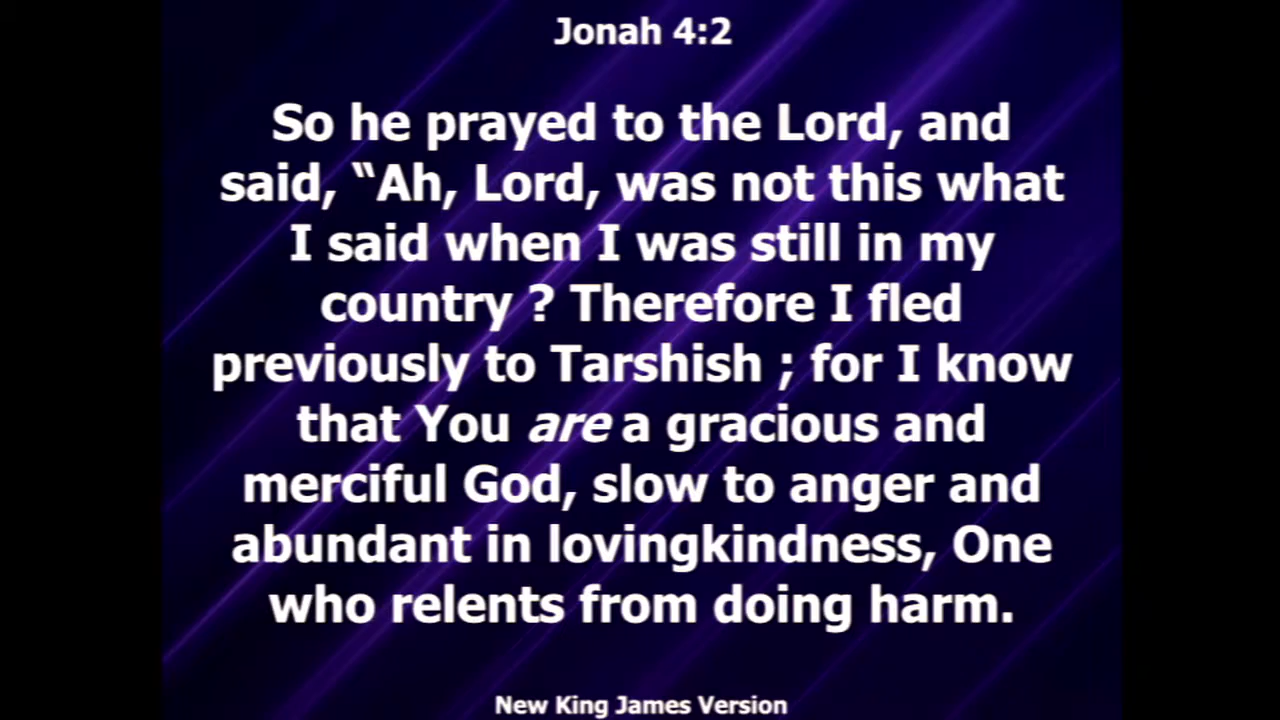 Jonah 4:2
So he prayed to the Lord, and
said, “Ah, Lord, was not this what
I said when I was still in my
country ? Therefore I fled
previously to Tarshish ; for I know
that You are a gracious and
merciful God, slow to anger and
abundant in lovingkindness, One
who relents from doing harm.
New King James Version